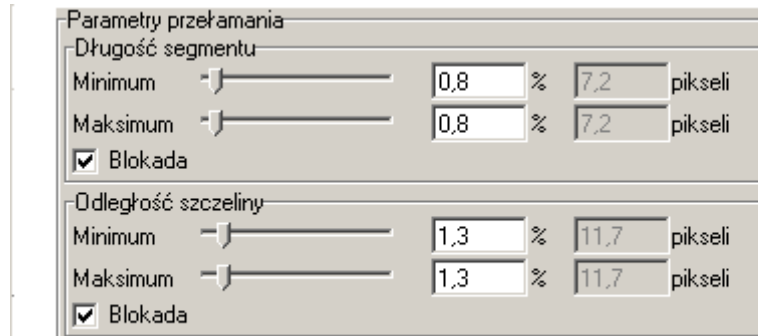 Parametry przełamania
Długość segmentu
Minimum 0,8 % 7,2 pikseli
Maksimum 0,8 % 7,2 pikseli
Blokada
Odległość szczeliny
Minimum 1,3 % 11,7 pikseli
Maksimum 1,3 % 11,7 pikseli
Blokada